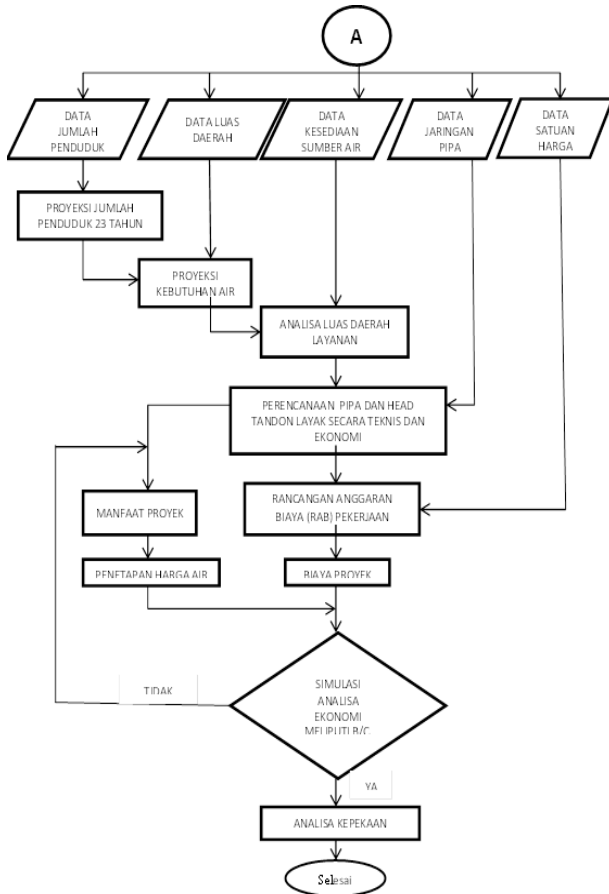 A
DATA
JUMLAH
PENDUDUK
DATA LUAS
DAERAH
DATA
KESEDIAAN
SUMBER AIR
DATA
JARINGAN
PIPA
DATA
SATUAN
HARGA
PROYEKSI JUMLAH
PENDUDUK 23 TAHUN
PROYEKSI
KEBUTUHAN AIR
ANALISA LUAS DAERAH
LAYANAN
PERENCANAAN PIPA DAN HEAD
TANDON LAYAK SECARA TEKNIS DAN
EKONOMI
MANFAAT PROYEK
RANCANGAN ANGGARAN
BIAYA (RAB) PEKERJAAN
PENETAPAN HARGA AIR
BIAYA PROYEK
SIMULASI
ANALISA
EKONOMI
MELIPUTI B/C
TIDAK
YA
ANALISA KEPEKAAN
Selesai